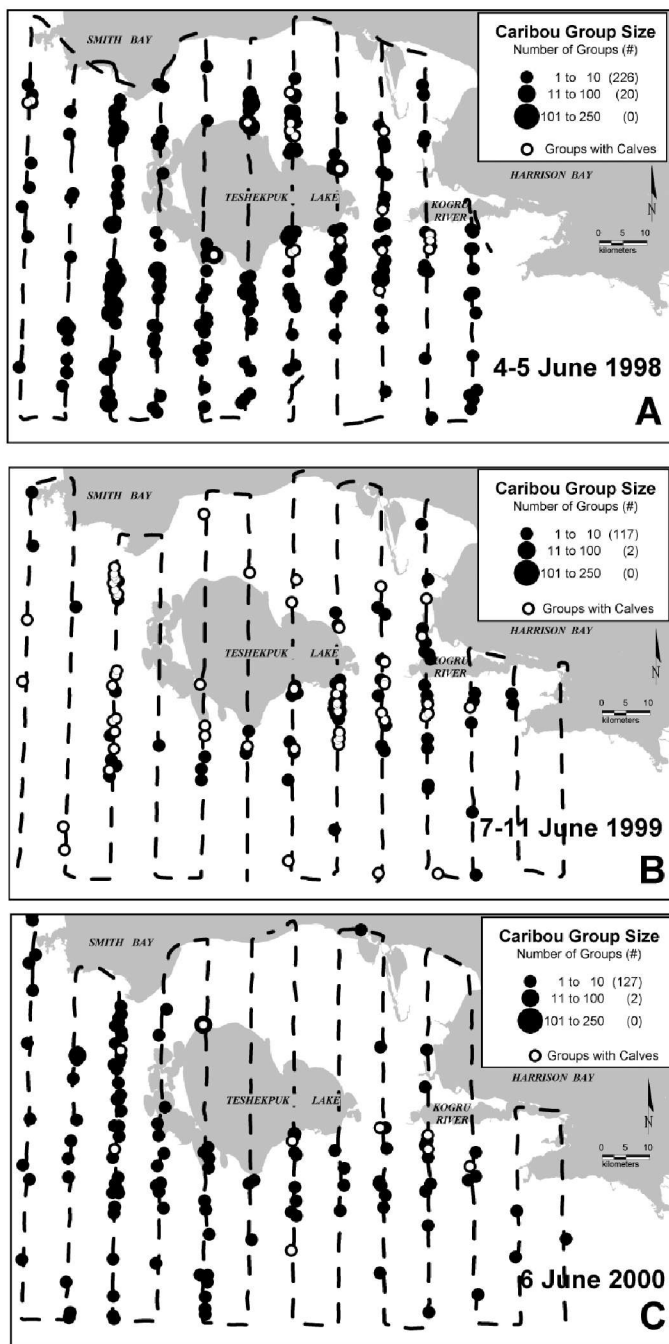 SMITH BAY
Caribou Group Size
Number of Groups (#)
1 to 10 (226)
11 to 100 (20)
101 to 250 (0)
Groups with Calves
HARRISON BAY
TESHEKPUK LAKE
KOGRU
RIVER
N
0 5 10
kilometers
4-5 June 1998
A
SMITH BAY
Caribou Group Size
Number of Groups (#)
1 to 10 (117)
11 to 100 (2)
101 to 250 (0)
Groups with Calves
HARRISON BAY
TESHEKPUK LAKE
KOGRU
RIVER
N
0 5 10
kilometers
7-11 June 1999
B
SMITH BAY
Caribou Group Size
Number of Groups (#)
1 to 10 (127)
11 to 100 (2)
101 to 250 (0)
Groups with Calves
HARRISON BAY
TESHEKPUK LAKE
KOGRU
RIVER
N
0 5 10
kilometers
6 June 2000
C